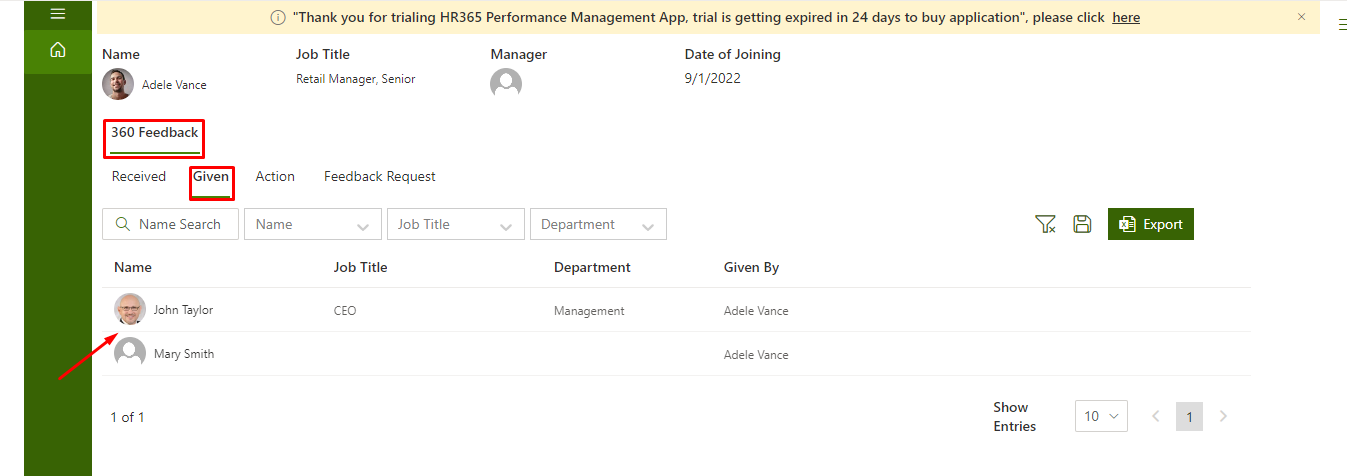 "Thank you for trialing HR365 Performance Management App, trial is getting expired in 24 days to buy application", please click here
Name Job Title Manager Date of Joining
Adele Vance Retail Manager, Senior 9/1/2022
360 Feedback
Received Given Action Feedback Request
Name Search Name Job Title Department Export
Name Job Title Department Given By
John Taylor CEO Management Adele Vance
Mary Smith Adele Vance
1 of 1 Show Entries 10 1